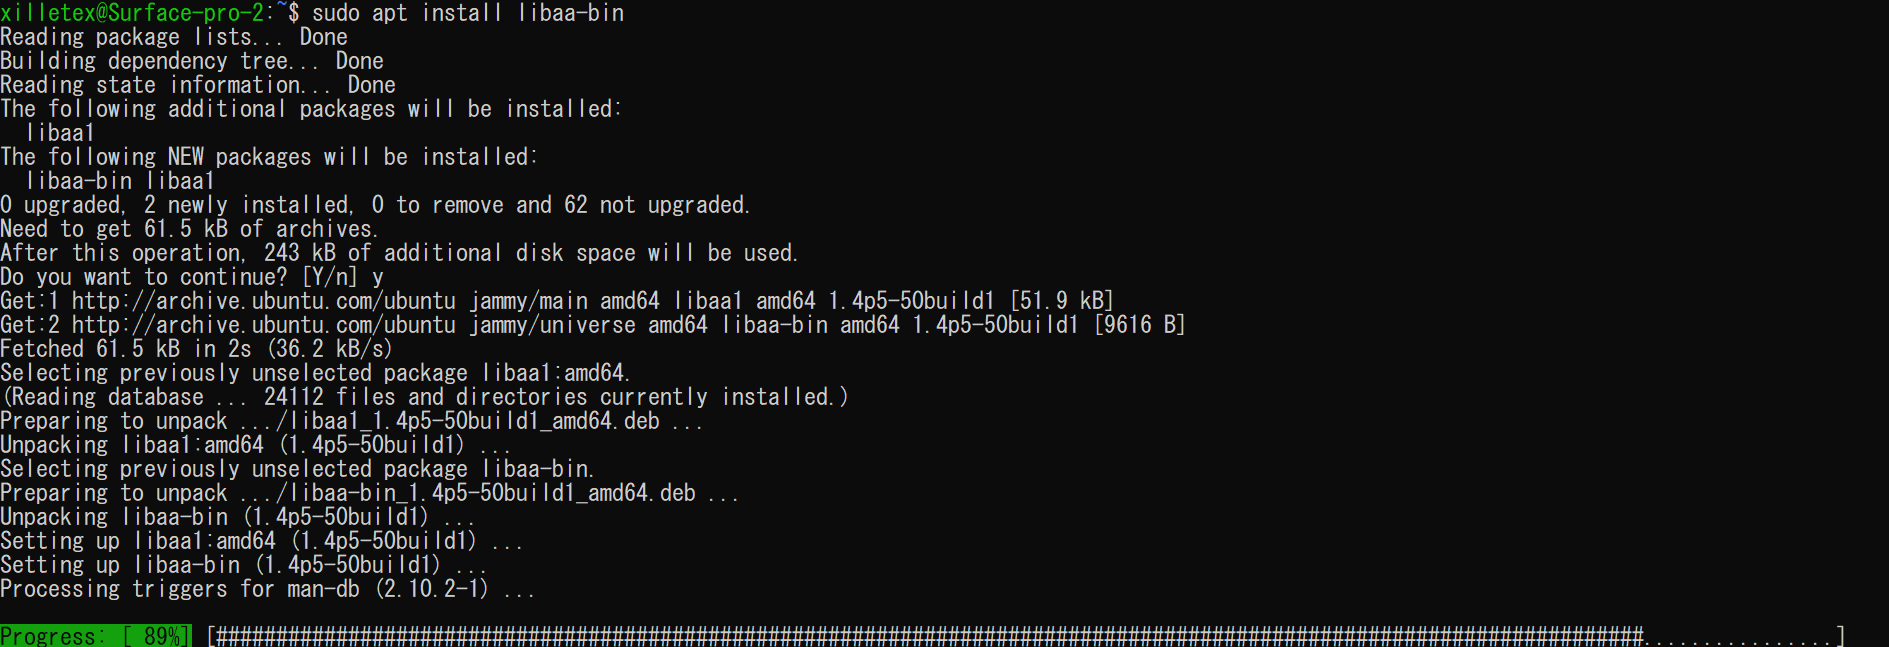 xilletex@Surface-pro-2:~$ sudo apt install libaa-bin
Reading package lists... Done
Building dependency tree... Done
Reading state information... Done
The following additional packages will be installed:
  libaa1
The following NEW packages will be installed:
  libaa-bin libaa1
0 upgraded, 2 newly installed, 0 to remove and 62 not upgraded.
Need to get 61.5 kB of archives.
After this operation, 243 kB of additional disk space will be used.
Do you want to continue? [Y/n] y
Get:1 http://archive.ubuntu.com/ubuntu jammy/main amd64 libaa1 amd64 1.4p5-50build1 [51.9 kB]
Get:2 http://archive.ubuntu.com/ubuntu jammy/universe amd64 libaa-bin amd64 1.4p5-50build1 [9616 B]
Fetched 61.5 kB in 2s (36.2 kB/s)
Selecting previously unselected package libaa1:amd64.
(Reading database ... 24112 files and directories currently installed.)
Preparing to unpack .../libaa1_1.4p5-50build1_amd64.deb ...
Unpacking libaa1:amd64 (1.4p5-50build1) ...
Selecting previously unselected package libaa-bin.
Preparing to unpack .../libaa-bin_1.4p5-50build1_amd64.deb ...
Unpacking libaa-bin (1.4p5-50build1) ...
Setting up libaa1:amd64 (1.4p5-50build1) ...
Setting up libaa-bin (1.4p5-50build1) ...
Processing triggers for man-db (2.10.2-1) ...
Progress: [ 89%] [#######################################################################################################################................]